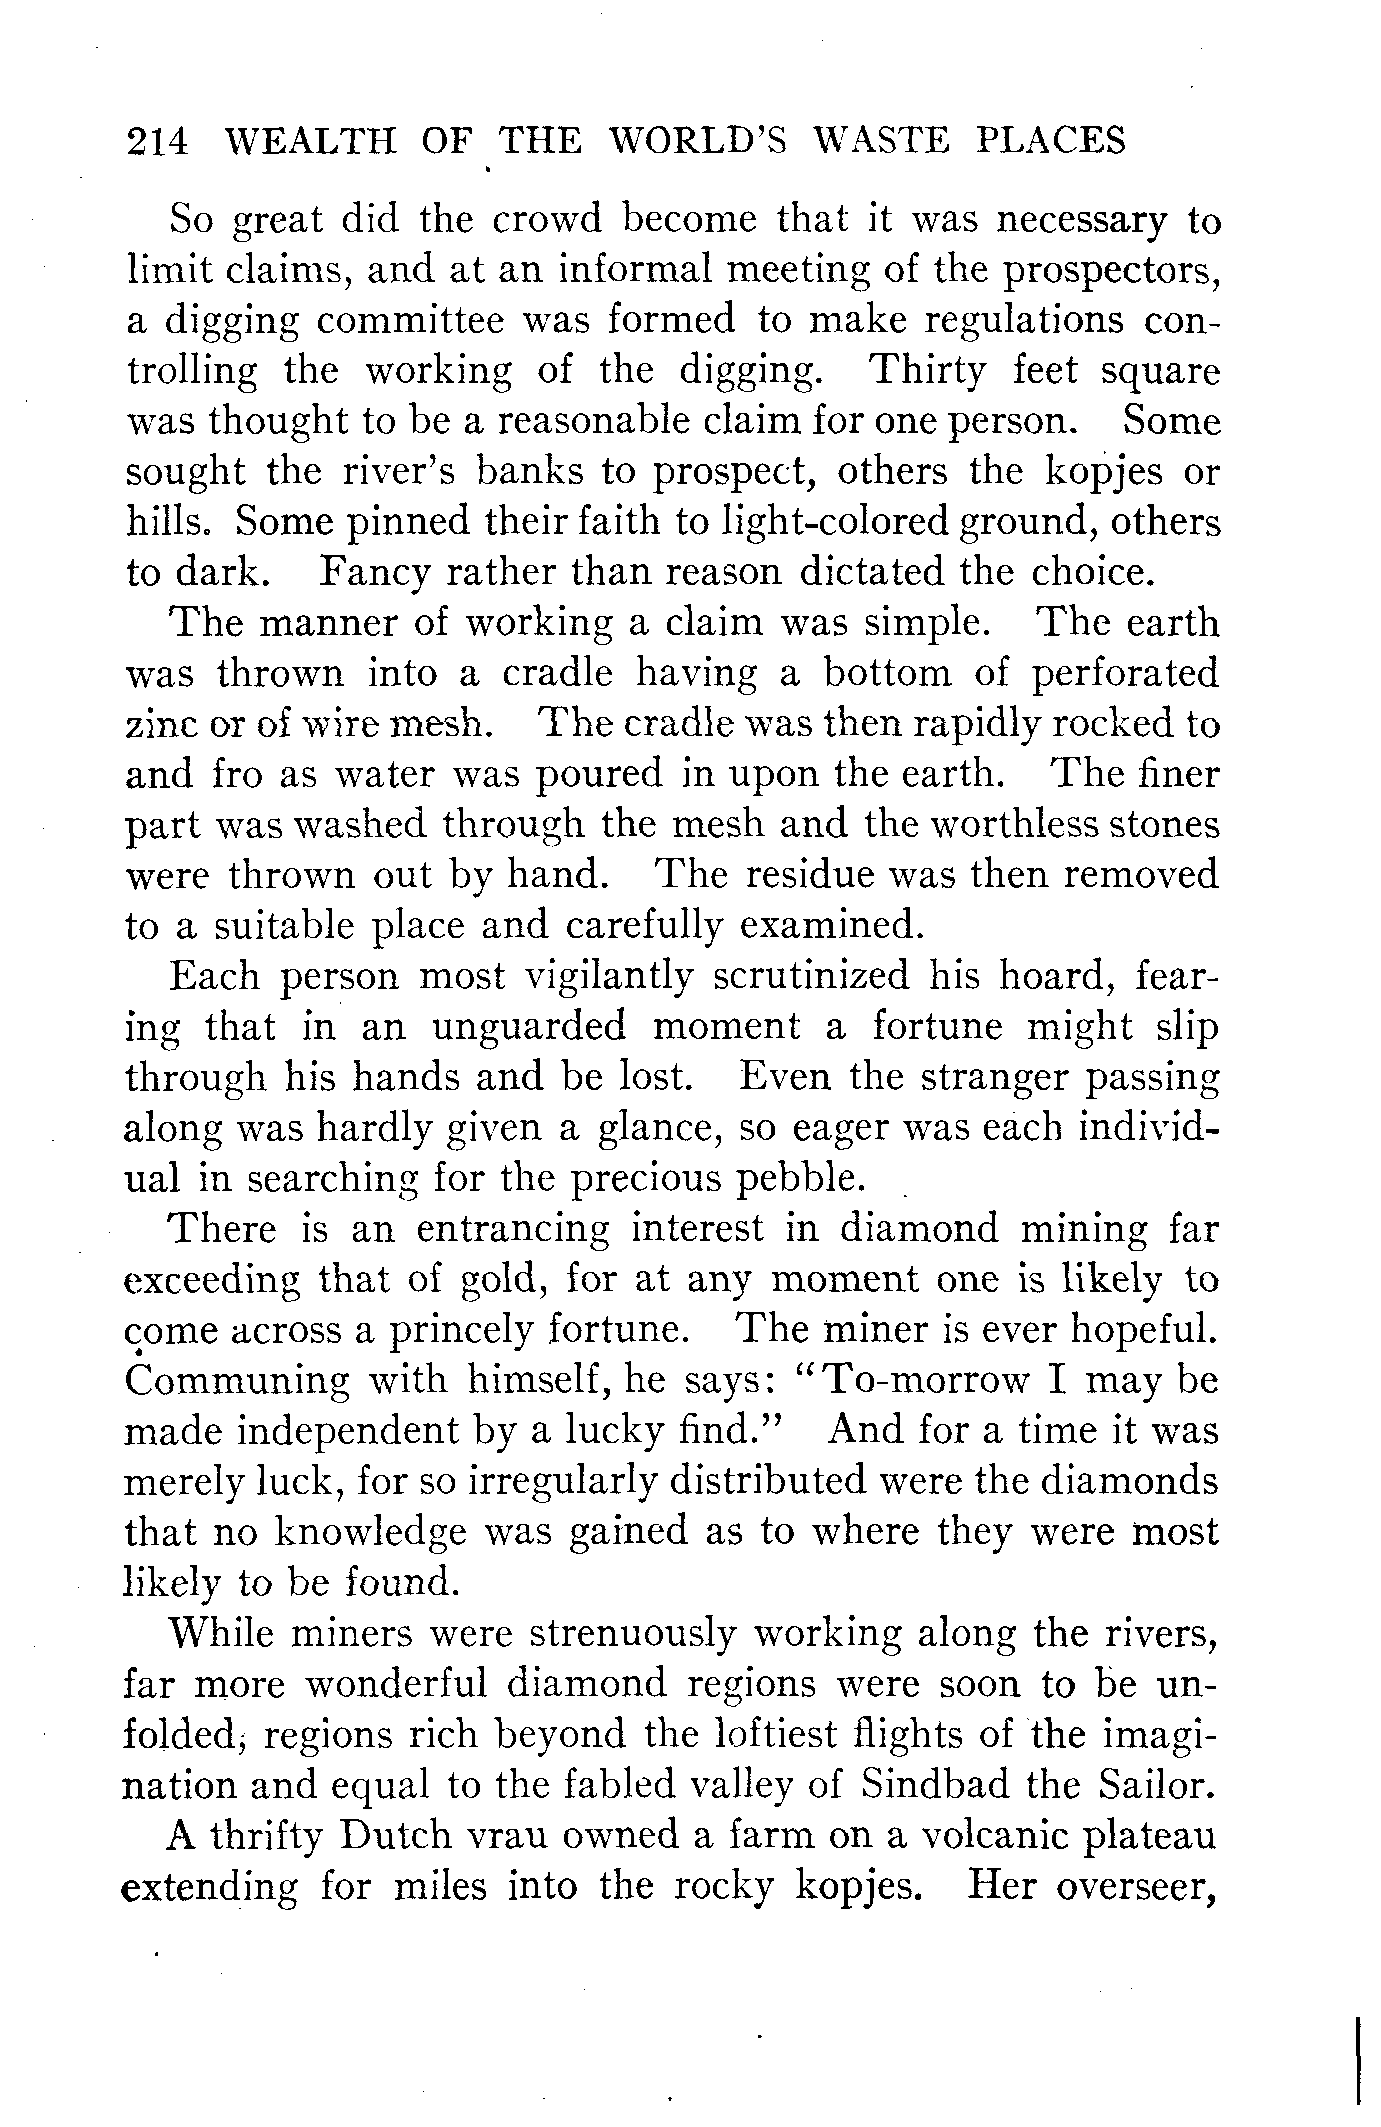 214 WEALTH OF THE WORLD'S WASTE PLACES
So great did the crowd become that it was necessary to
limit claims, and at an informal meeting of the prospectors,
a digging committee was formed to make regulations con-
trolling the working of the digging. Thirty feet square
was thought to be a reasonable claim for one person. Some
sought the river's banks to prospect, others the kopjes or
hills. Some pinned their faith to light-colored ground, others
to dark. Fancy rather than reason dictated the choice.
The manner of working a claim was simple. The earth
was thrown into a cradle having a bottom of perforated
zinc or of wire mesh. The cradle was then rapidly rocked to
and fro as water was poured in upon the earth. The finer
part was washed through the mesh and the worthless stones
were thrown out by hand. The residue was then removed
to a suitable place and carefully examined.
Each person most vigilantly scrutinized his hoard, fear-
ing that in an unguarded moment a fortune might slip
through his hands and be lost. Even the stranger passing
along was hardly given a glance, so eager was each individ-
ual in searching for the precious pebble.
There is an entrancing interest in diamond mining far
exceeding that of gold, for at any moment one is likely to
come across a princely fortune. The miner is ever hopeful.
Communing with himself, he says: "To-morrow I may be
made independent by a lucky find." And for a time it was
merely luck, for so irregularly distributed were the diamonds
that no knowledge was gained as to where they were most
likely to be found.
While miners were strenuously working along the rivers,
far more wonderful diamond regions were soon to be un-
folded, regions rich beyond the loftiest flights of the imagi-
nation and equal to the fabled valley of Sindbad the Sailor.
A thrifty Dutch vrau owned a farm on a volcanic plateau
extending for miles into the rocky kopjes. Her overseer,